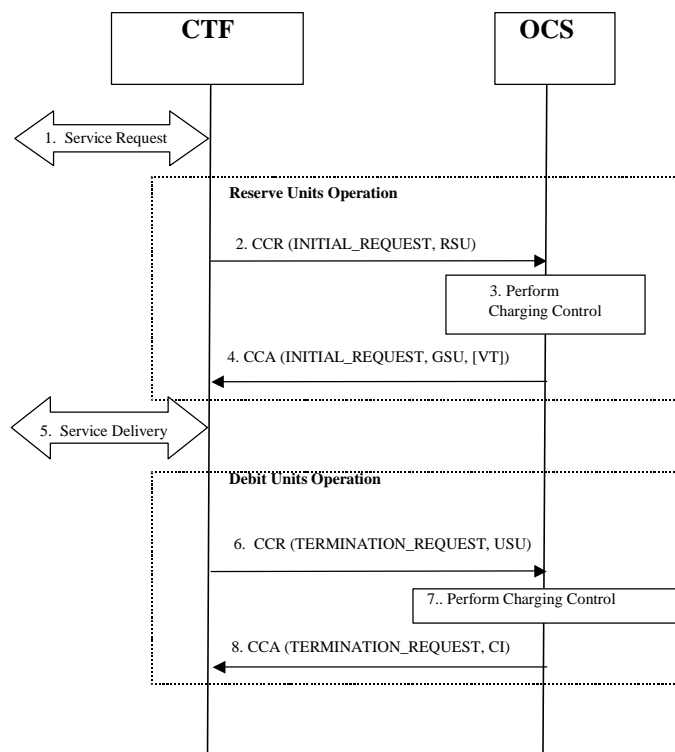 CTF
OCS
1. Service Request
Reserve Units Operation
2. CCR (INITIAL_REQUEST, RSU)
3. Perform
Charging Control
4. CCA (INITIAL_REQUEST, GSU, [VT])
5. Service Delivery
Debit Units Operation
6. CCR (TERMINATION_REQUEST, USU)
7.. Perform Charging Control
8. CCA (TERMINATION_REQUEST, CI)